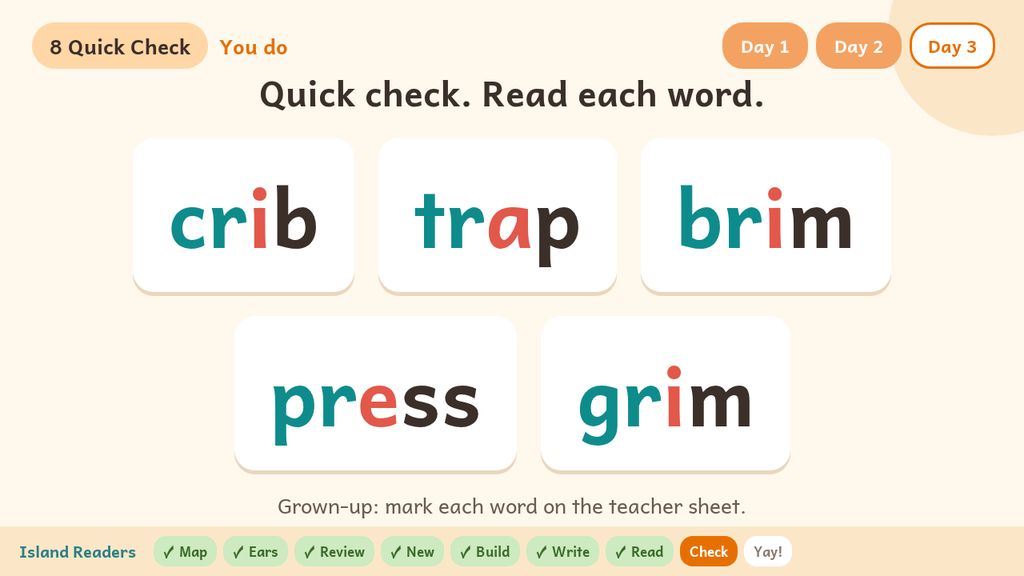 8 Quick Check You do Day 1 Day 2 Day 3
Quick check. Read each word.
crib trap brim
press grim
Grown-up: mark each word on the teacher sheet.
Island Readers ✓ Map ✓ Ears ✓ Review ✓ New ✓ Build ✓ Write ✓ Read Check Yay!